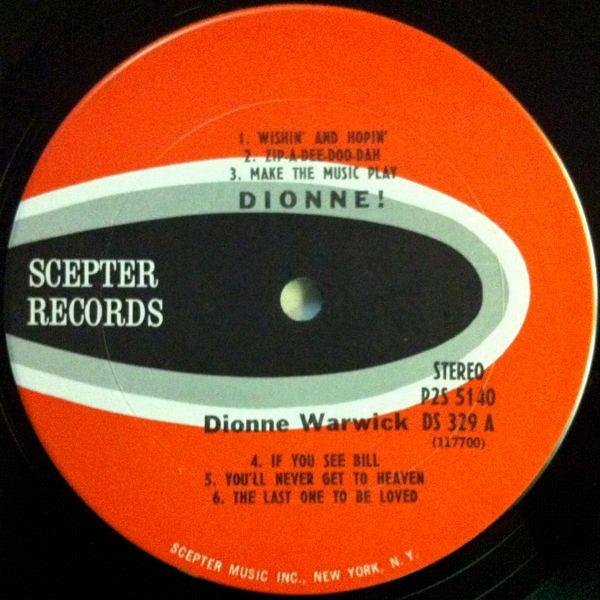 1. WISHIN' AND HOPIN'
2. ZIP-A-DEE-DOO-DAH
3. MAKE THE MUSIC PLAY
DIONNE!
SCEPTER
RECORDS
STEREO
P2S 5140
Dionne Warwick DS 329 A
(117700)
4. IF YOU SEE BILL
5. YOU'LL NEVER GET TO HEAVEN
6. THE LAST ONE TO BE LOVED
SCEPTER MUSIC INC., NEW YORK, N.Y.